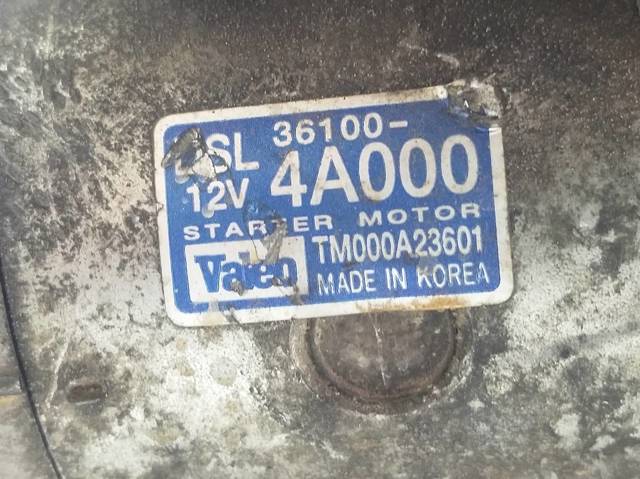 36100-
SL 4A000
12V
STARTER MOTOR
Valeo
TM000A23601
MADE IN KOREA